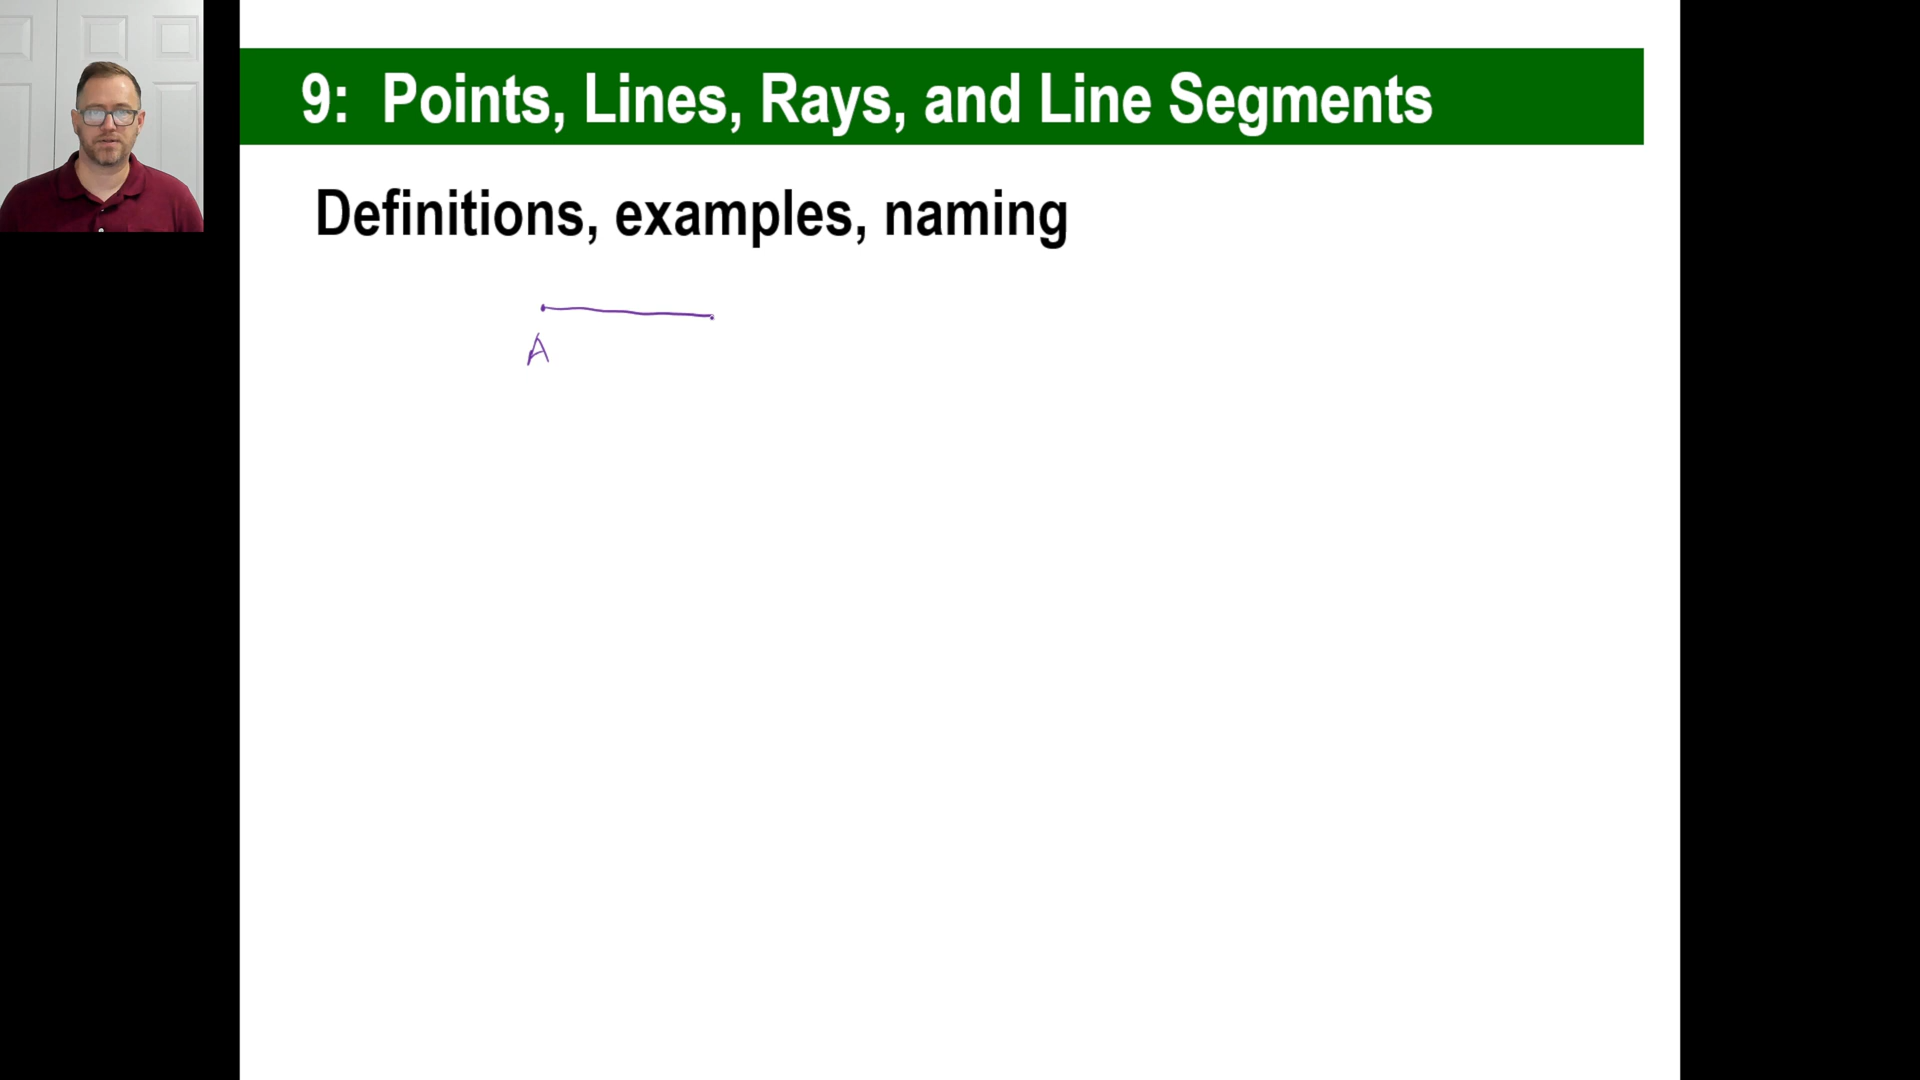 9: Points, Lines, Rays, and Line Segments
Definitions, examples, naming
A